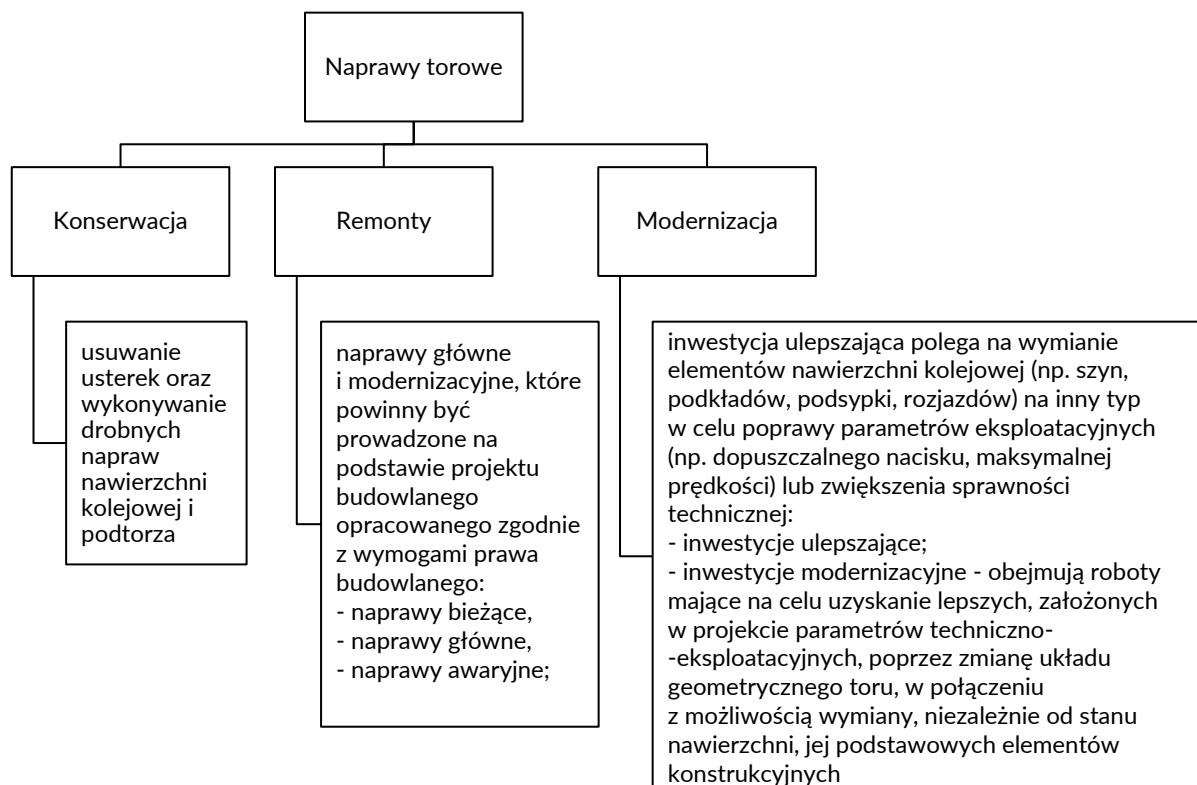 Naprawy torowe
Konserwacja
Remonty
Modernizacja
usuwanie
usterek oraz
wykonywanie
drobnych
napraw
nawierzchni
kolejowej i
podtorza
naprawy główne
i modernizacyjne, które
powinny być
prowadzone na
podstawie projektu
budowlanego
opracowanego zgodnie
z wymogami prawa
budowlanego:
- naprawy bieżące,
- naprawy główne,
- naprawy awaryjne;
inwestycja ulepszająca polega na wymianie
elementów nawierzchni kolejowej (np. szyn,
podkładów, podsypki, rozjazdów) na inny typ
w celu poprawy parametrów eksploatacyjnych
(np. dopuszczalnego nacisku, maksymalnej
prędkości) lub zwiększenia sprawności
technicznej:
- inwestycje ulepszające;
- inwestycje modernizacyjne - obejmują roboty
mające na celu uzyskanie lepszych, założonych
w projekcie parametrów techniczno-
-eksploatacyjnych, poprzez zmianę układu
geometrycznego toru, w połączeniu
z możliwością wymiany, niezależnie od stanu
nawierzchni, jej podstawowych elementów
konstrukcyjnych